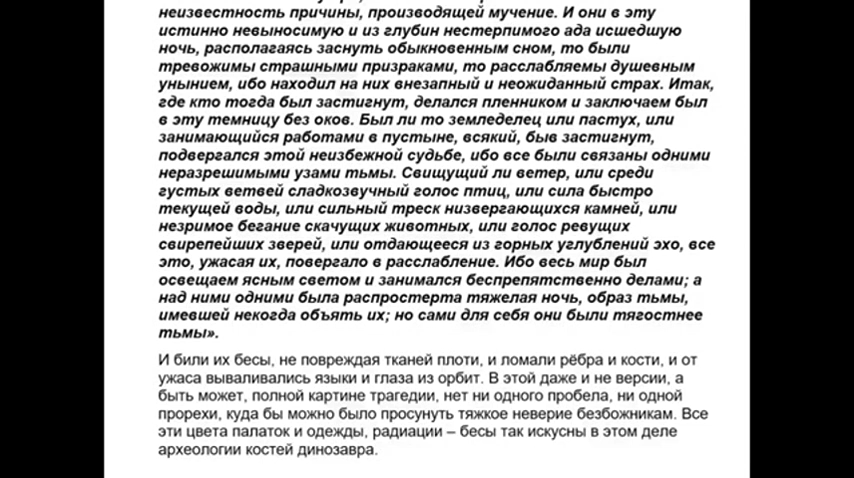 неизвестность причины, производящей мучение. И они в эту
истинно невыносимую и из глубин нестерпимого ада исшедшую
ночь, располагаясь заснуть обыкновенным сном, то были
тревожимы страшными призраками, то расслабляемы душевным
унынием, ибо находил на них внезапный и неожиданный страх. Итак,
где кто тогда был застигнут, делался пленником и заключаем был
в эту темницу без оков. Был ли то земледелец или пастух, или
занимающийся работами в пустыне, всякий, быв застигнут,
подвергался этой неизбежной судьбе, ибо все были связаны одними
неразрешимыми узами тьмы. Свищущий ли ветер, или среди
густых ветвей сладкозвучный голос птиц, или сила быстро
текущей воды, или сильный треск низвергающихся камней, или
незримое бегание скачущих животных, или голос ревущих
свирепейших зверей, или отдающееся из горных углублений эхо, все
это, ужасая их, повергало в расслабление. Ибо весь мир был
освещаем ясным светом и занимался беспрепятственно делами; а
над ними одними была распростерта тяжелая ночь, образ тьмы,
имевшей некогда объять их; но сами для себя они были тягостнее
тьмы».
И били их бесы, не повреждая тканей плоти, и ломали рёбра и кости, и от
ужаса вываливались языки и глаза из орбит. В этой даже и не версии, а
быть может, полной картине трагедии, нет ни одного пробела, ни одной
прорехи, куда бы можно было просунуть тяжкое неверие безбожникам. Все
эти цвета палаток и одежды, радиации – бесы так искусны в этом деле
археологии костей динозавра.